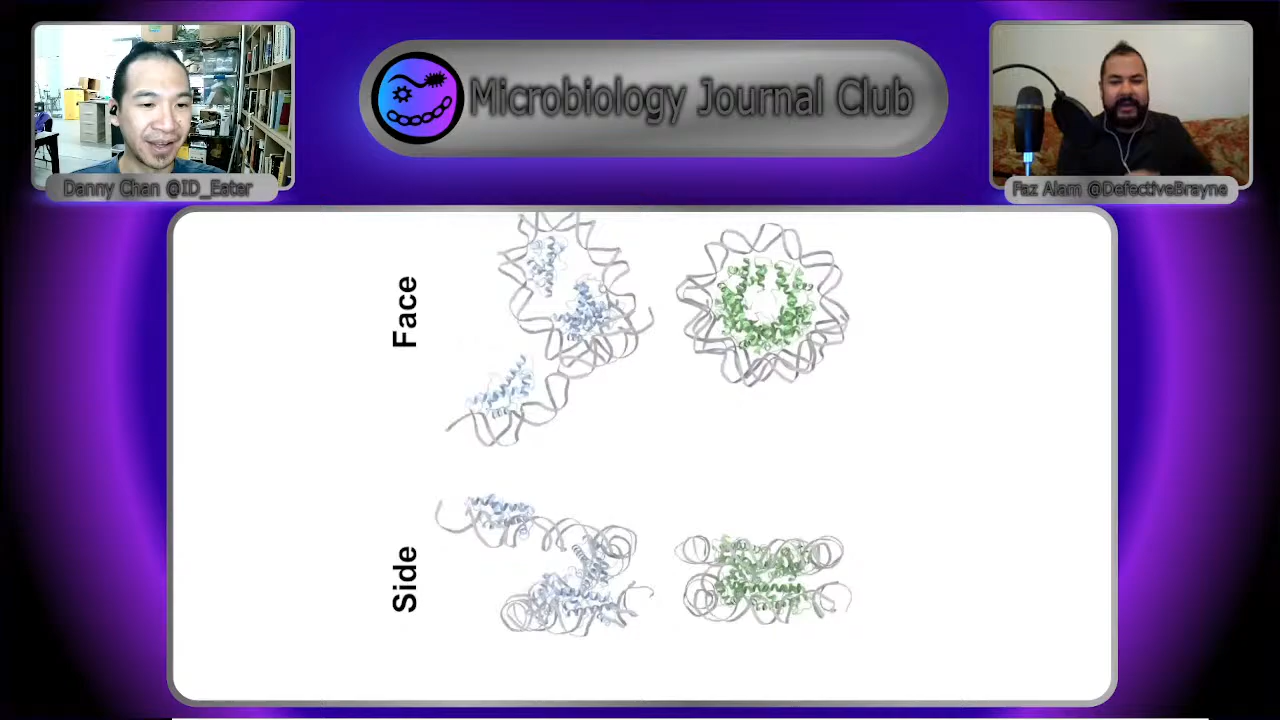 Microbiology Journal Club
Danny Chan @ID_Eater
Faz Alam @DefectiveBrayne
Face
Side